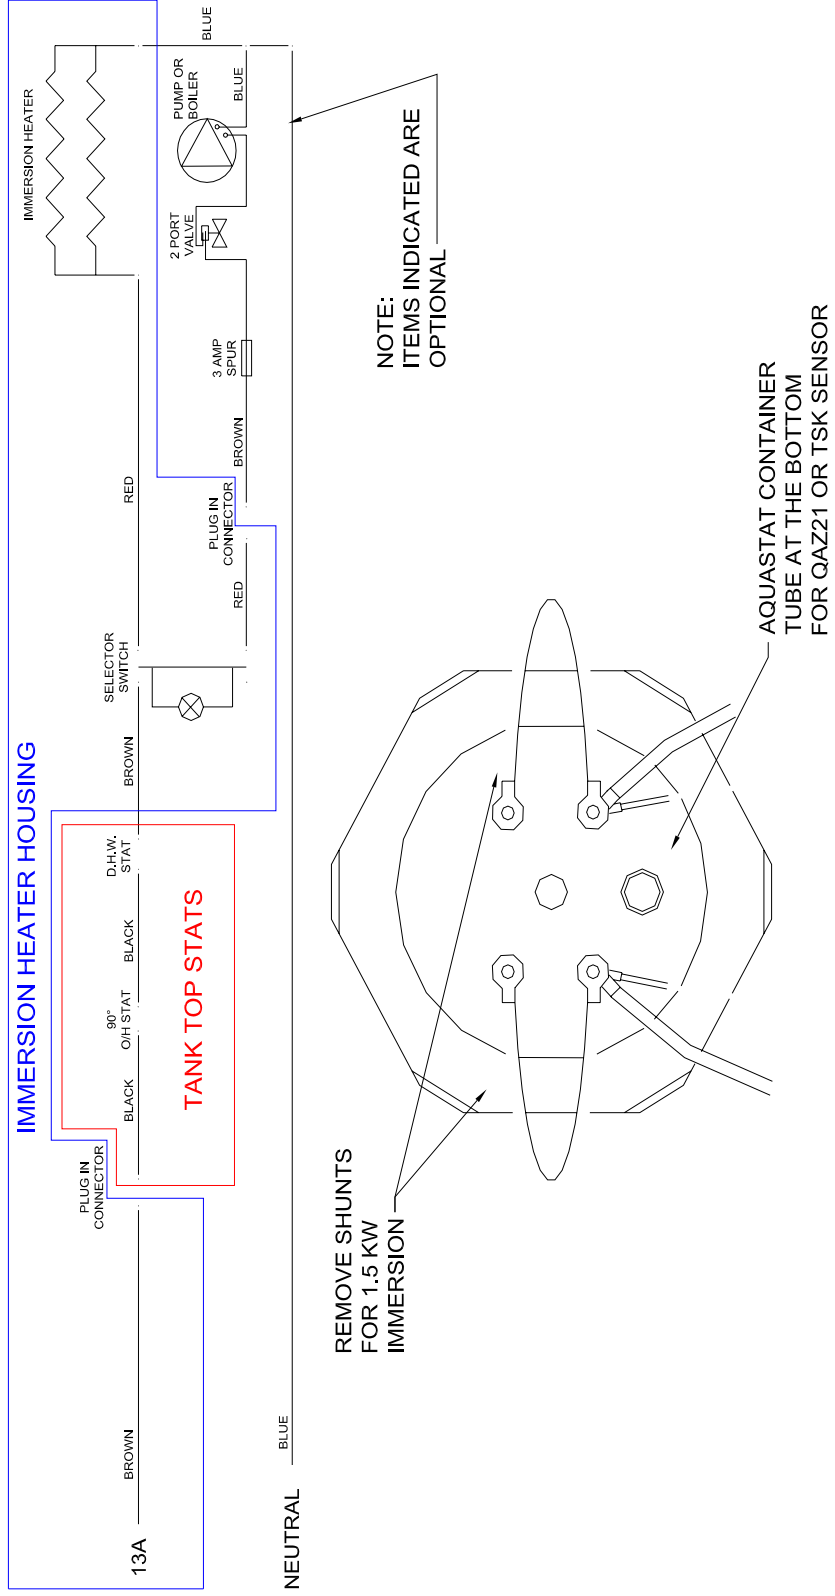 IMMERSION HEATER HOUSING
IMMERSION HEATER
13A
BROWN
PLUG IN
CONNECTOR
BLACK
90°
O/H STAT
BLACK
D.H.W.
STAT
BROWN
SELECTOR
SWITCH
RED
TANK TOP STATS
RED
PLUG IN
CONNECTOR
BROWN
3 AMP
SPUR
2 PORT
VALVE
PUMP OR
BOILER
BLUE
BLUE
NEUTRAL
BLUE
NOTE:
ITEMS INDICATED ARE
OPTIONAL
REMOVE SHUNTS
FOR 1.5 KW
IMMERSION
AQUASTAT CONTAINER
TUBE AT THE BOTTOM
FOR QAZ21 OR TSK SENSOR